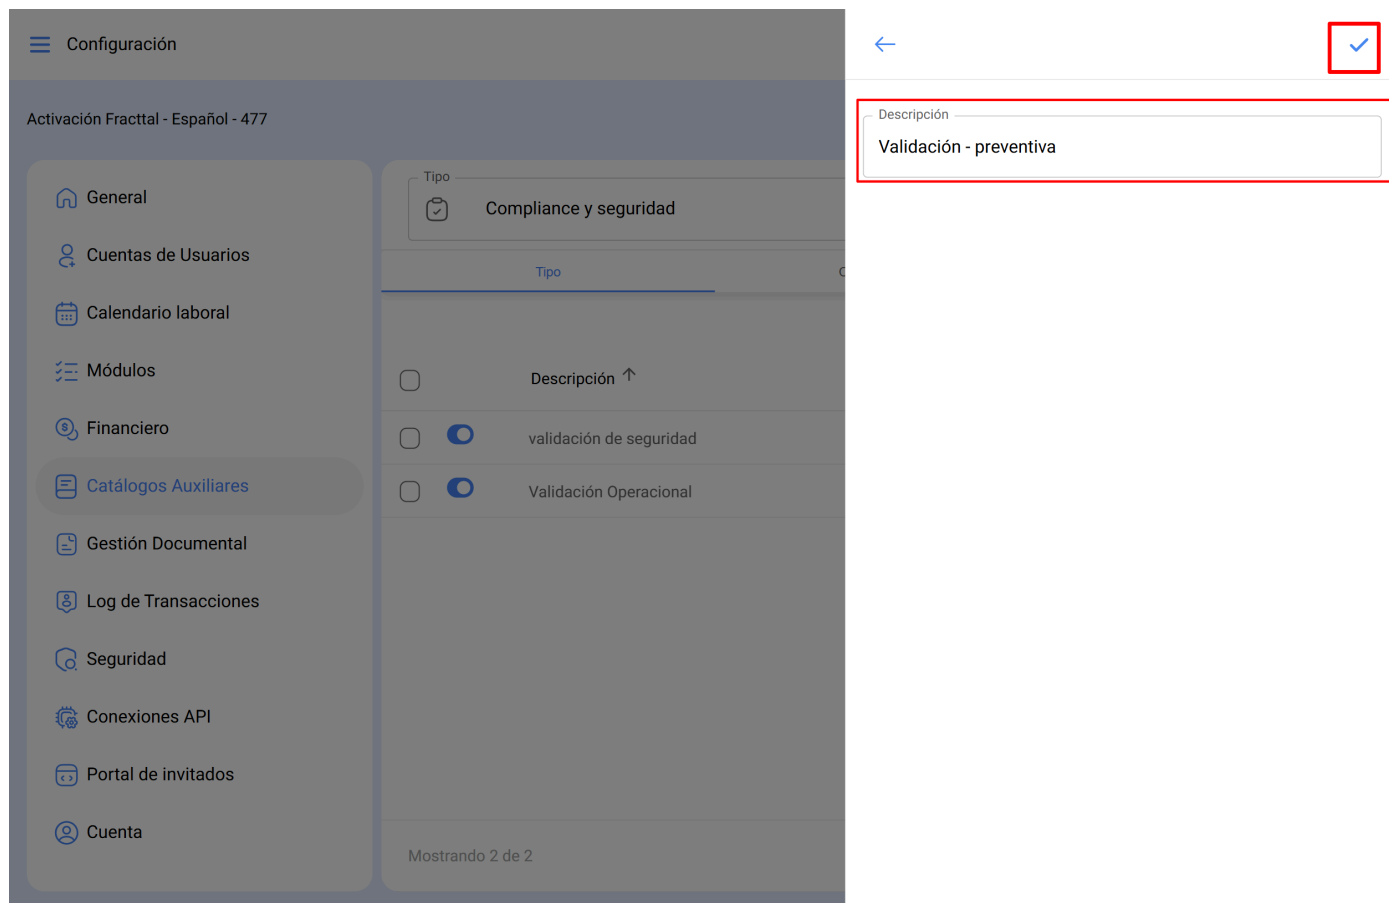 Configuración
Activación Fracttal - Español - 477
General
Cuentas de Usuarios
Calendario laboral
Módulos
Financiero
Catálogos Auxiliares
Gestión Documental
Log de Transacciones
Seguridad
Conexiones API
Portal de invitados
Cuenta
Tipo
Compliance y seguridad
Tipo
Descripción
validación de seguridad
Validación Operacional
Mostrando 2 de 2
Descripción
Validación - preventiva